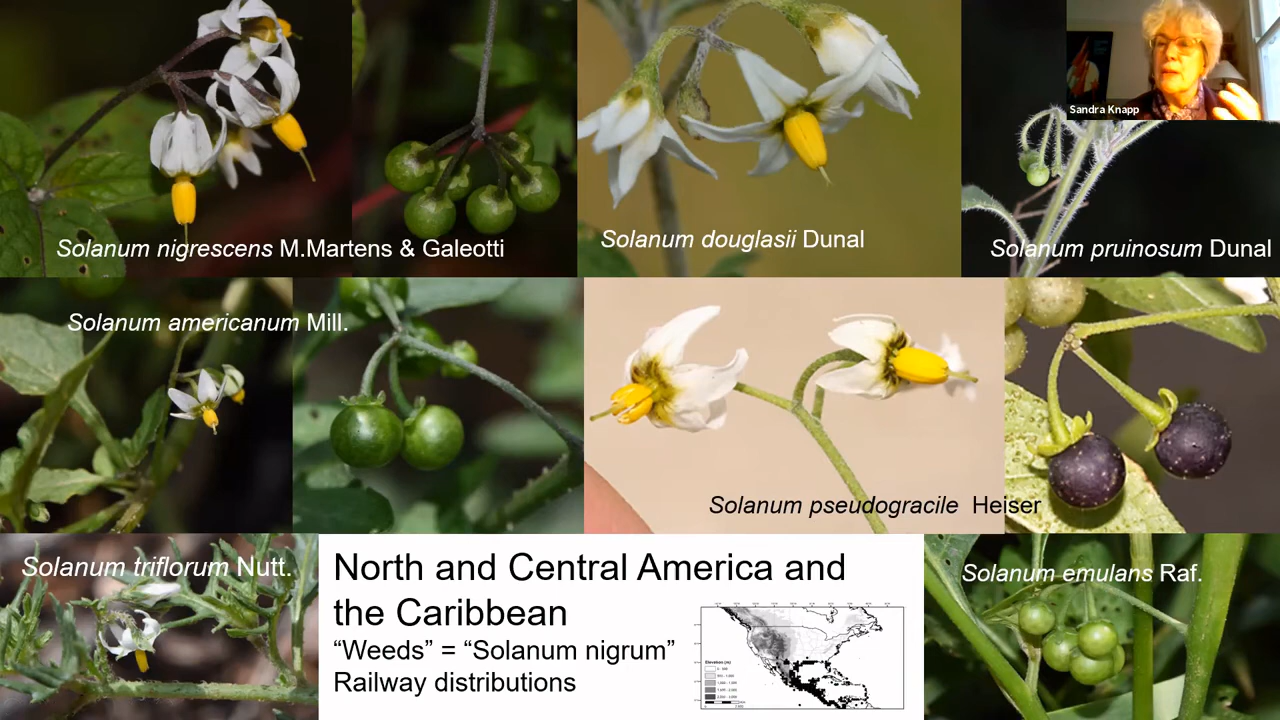 Sandra Knapp
Solanum nigrescens M.Martens & Galeotti
Solanum douglasii Dunal
Solanum pruinosum Dunal
Solanum americanum Mill.
Solanum pseudogracile Heiser
Solanum triflorum Nutt.
North and Central America and
the Caribbean
“Weeds” = “Solanum nigrum”
Railway distributions
Solanum emulans Raf.